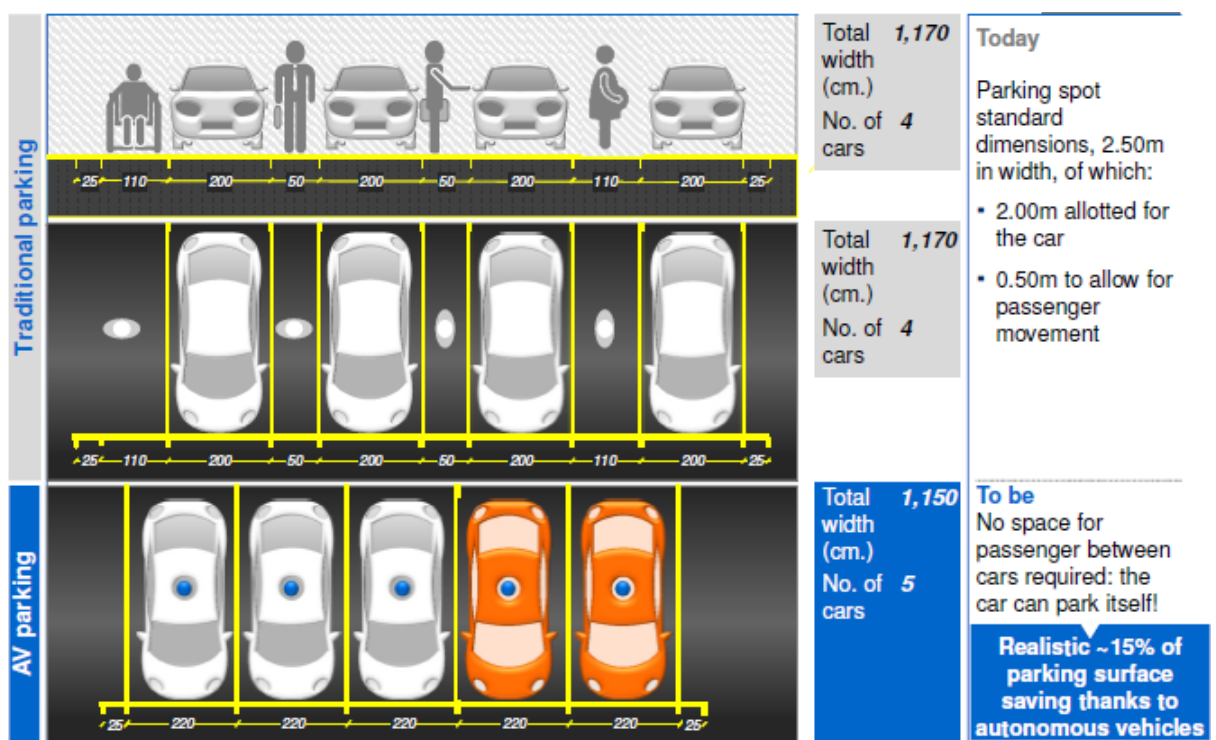 Traditional parking
25 110 200 50 200 50 200 110 200 25
Total width (cm.) 1,170
No. of cars 4
25 110 200 50 200 50 200 110 200 25
Total width (cm.) 1,170
No. of cars 4
AV parking
25 220 220 220 220 220 25
Total width (cm.) 1,150
No. of cars 5
Today
Parking spot
standard
dimensions, 2.50m
in width, of which:
▪ 2.00m allotted for
the car
▪ 0.50m to allow for
passenger
movement
To be
No space for
passenger between
cars required: the
car can park itself!
Realistic ~15% of
parking surface
saving thanks to
autonomous vehicles